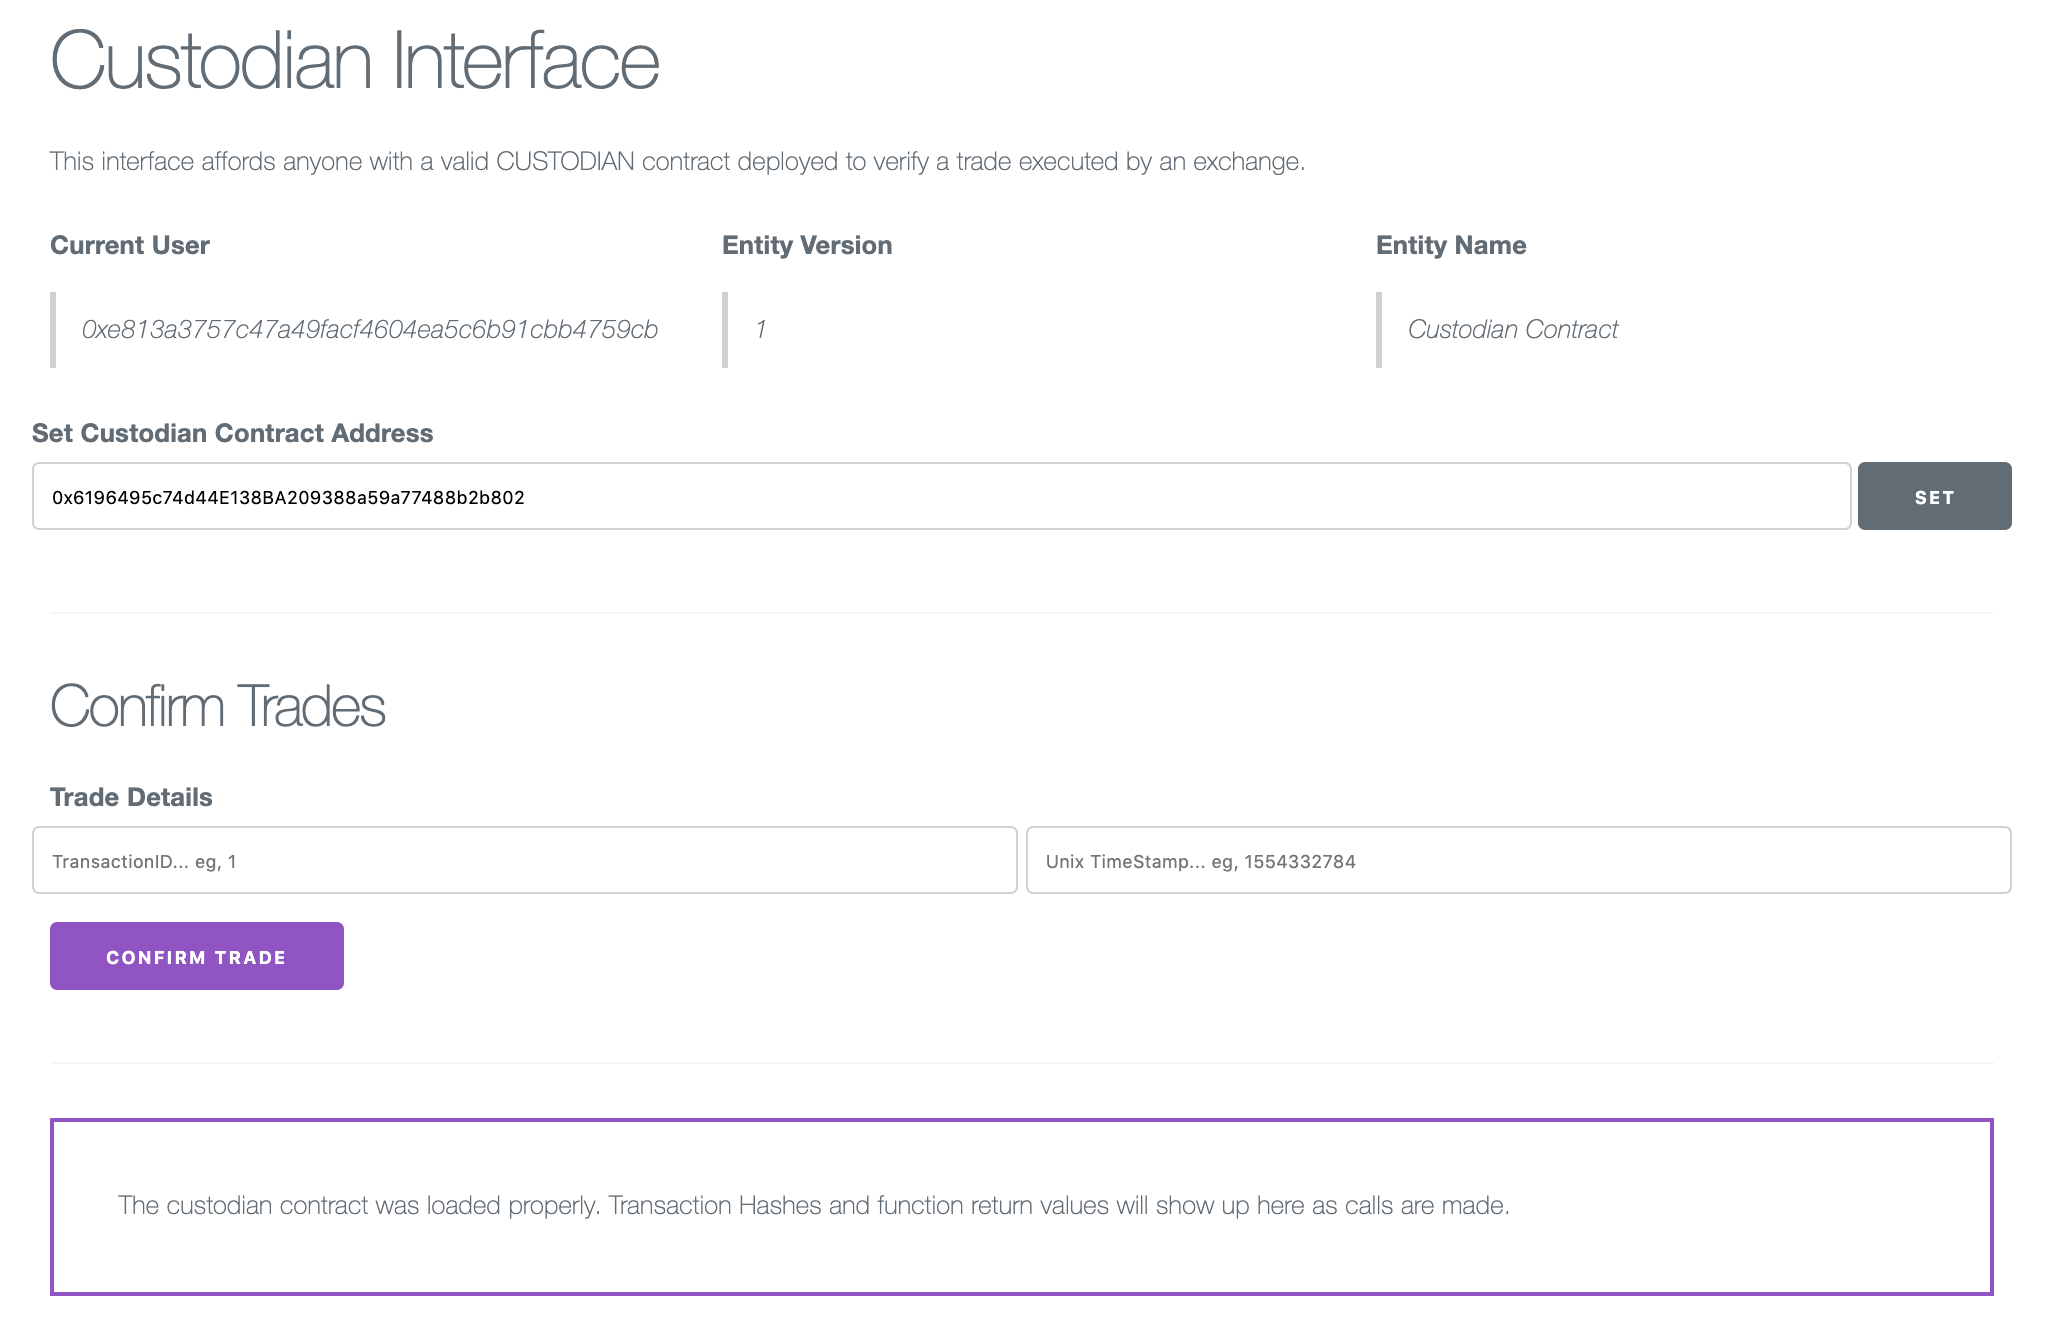 Custodian Interface
This interface affords anyone with a valid CUSTODIAN contract deployed to verify a trade executed by an exchange.
Current User
Entity Version
Entity Name
0xe813a3757c47a49facf4604ea5c6b91cbb4759cb
1
Custodian Contract
Set Custodian Contract Address
0x6196495c74d44E138BA209388a59a77488b2b802
SET
Confirm Trades
Trade Details
TransactionID... eg, 1
Unix TimeStamp... eg, 1554332784
CONFIRM TRADE
The custodian contract was loaded properly. Transaction Hashes and function return values will show up here as calls are made.